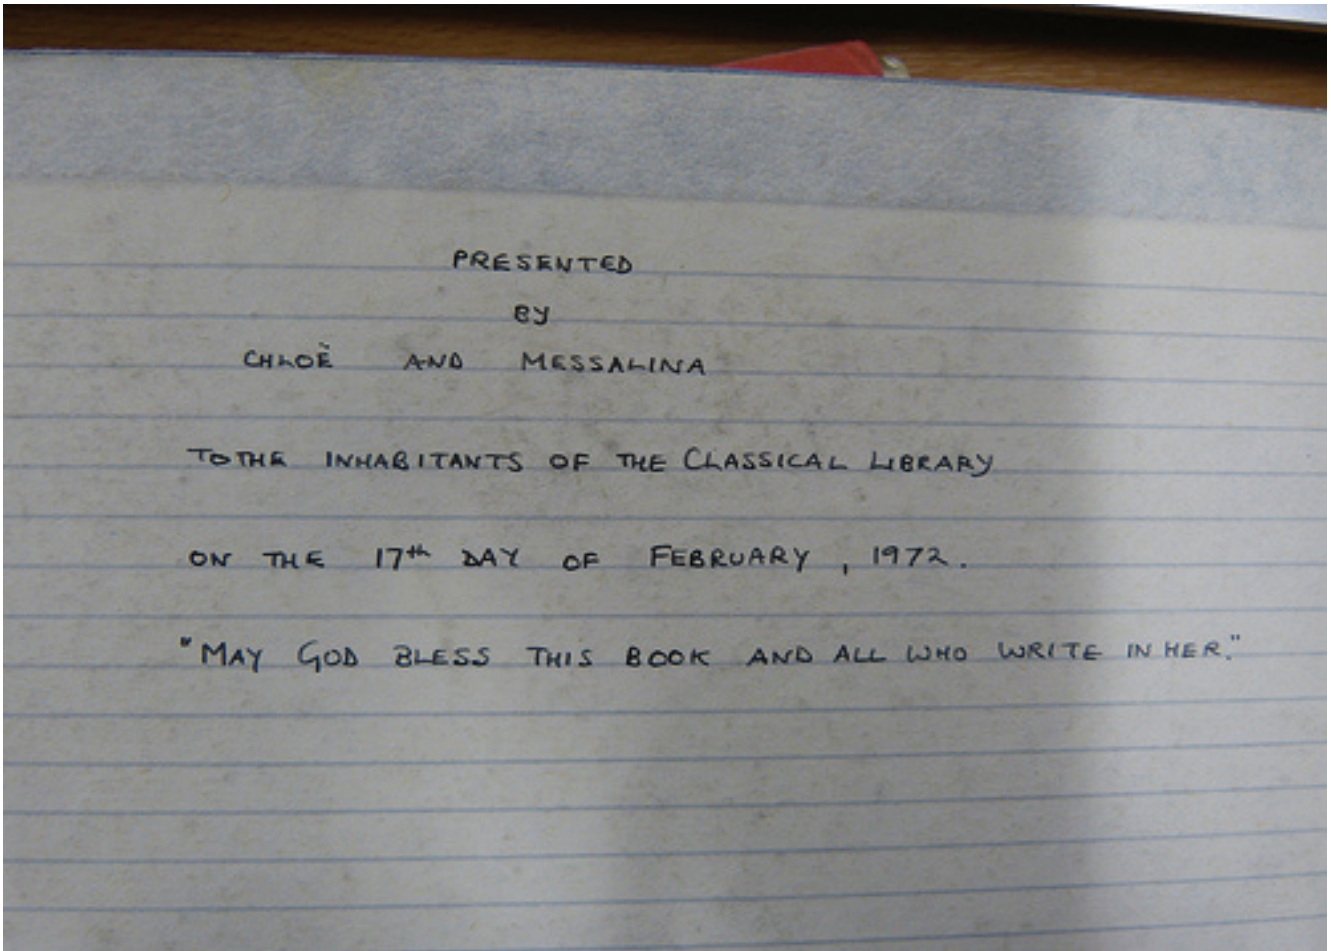 PRESENTED
BY
CHLOË AND MESSALINA
TO THE INHABITANTS OF THE CLASSICAL LIBRARY
ON THE 17th DAY OF FEBRUARY, 1972.
"MAY GOD BLESS THIS BOOK AND ALL WHO WRITE IN HER."